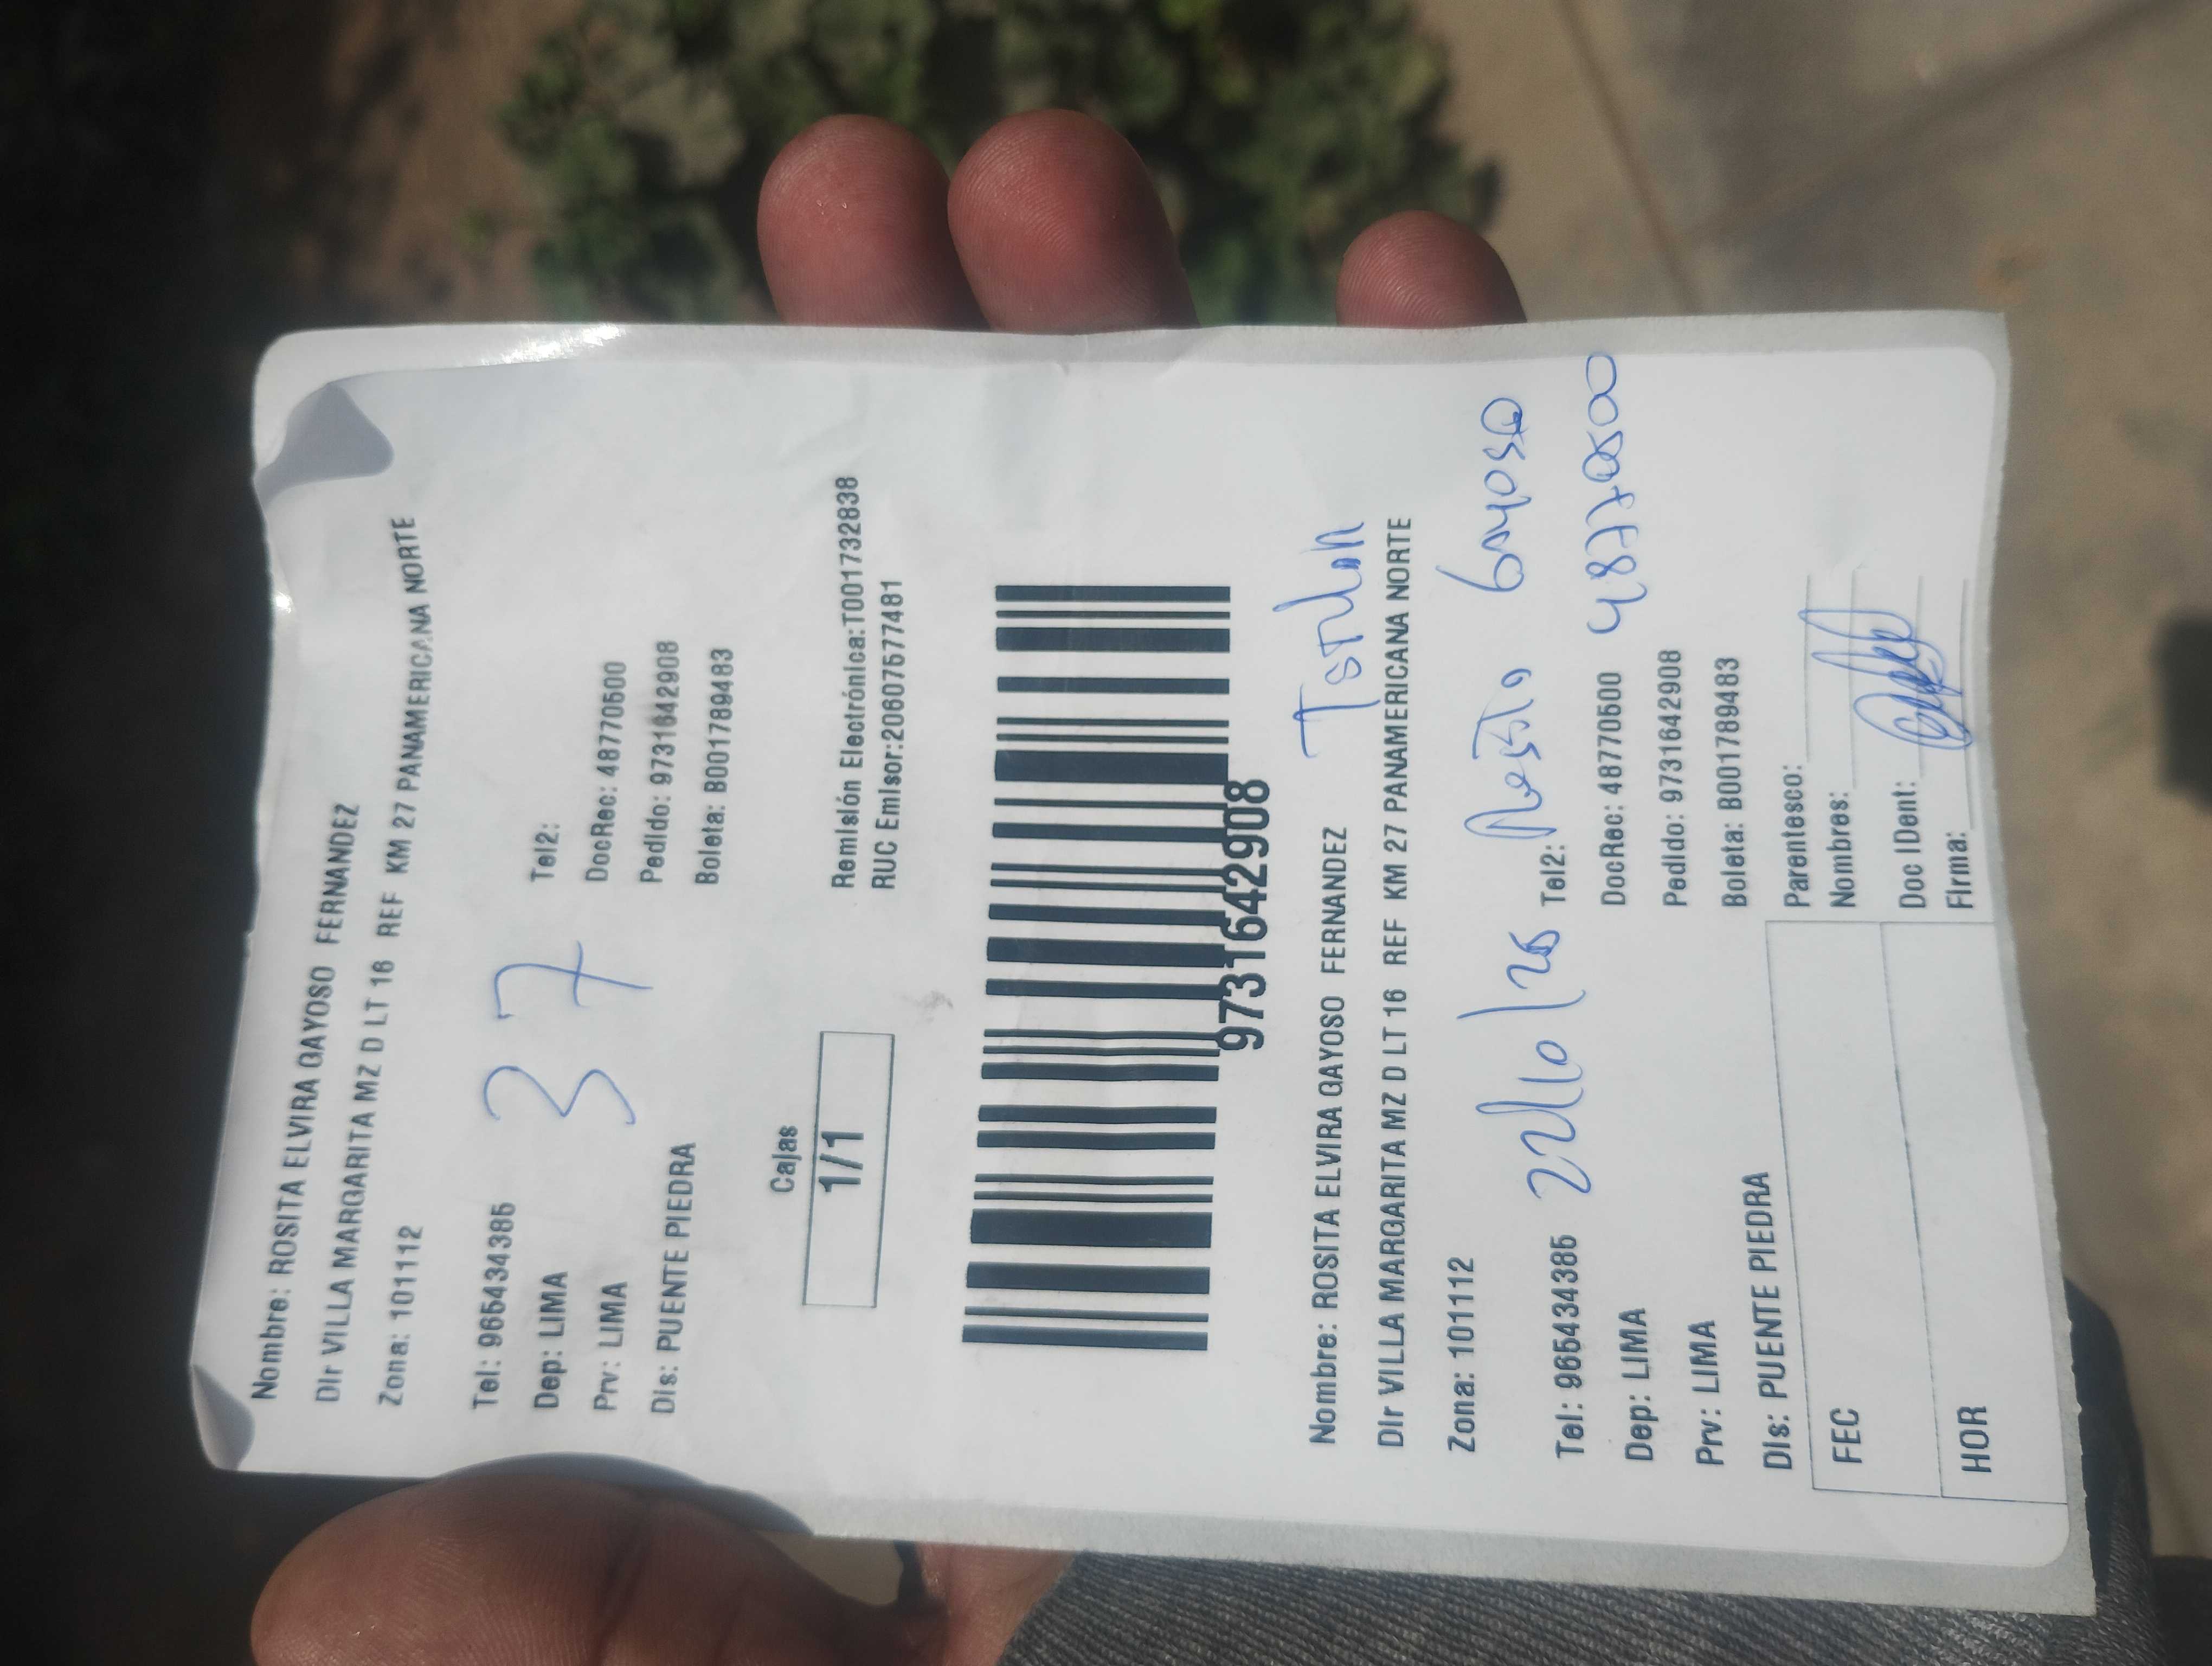 Nombre: ROSITA ELVIRA GAYOSO FERNANDEZ
Dir VILLA MARGARITA MZ D LT 16 REF KM 27 PANAMERICANA NORTE
Zona: 101112
Tel: 965434385
Tel2:
37
Dep: LIMA
DocRec: 48770500
Prv: LIMA
Pedido: 9731642908
Dis: PUENTE PIEDRA
Boleta: B001789483
Cajas
1/1
Remisión Electrónica:T001732838
RUC Emisor:20607577481
9731642908
Nombre: ROSITA ELVIRA GAYOSO FERNANDEZ
Dir VILLA MARGARITA MZ D LT 16 REF KM 27 PANAMERICANA NORTE
Zona: 101112
Gayoso
Tel: 965434385
22/10/25
Tel2:
Dep: LIMA
DocRec: 48770500
48770500
Prv: LIMA
Pedido: 9731642908
Dis: PUENTE PIEDRA
Boleta: B001789483
FEC
Parentesco:
Nombres:
HOR
Doc IDent:
Firma: